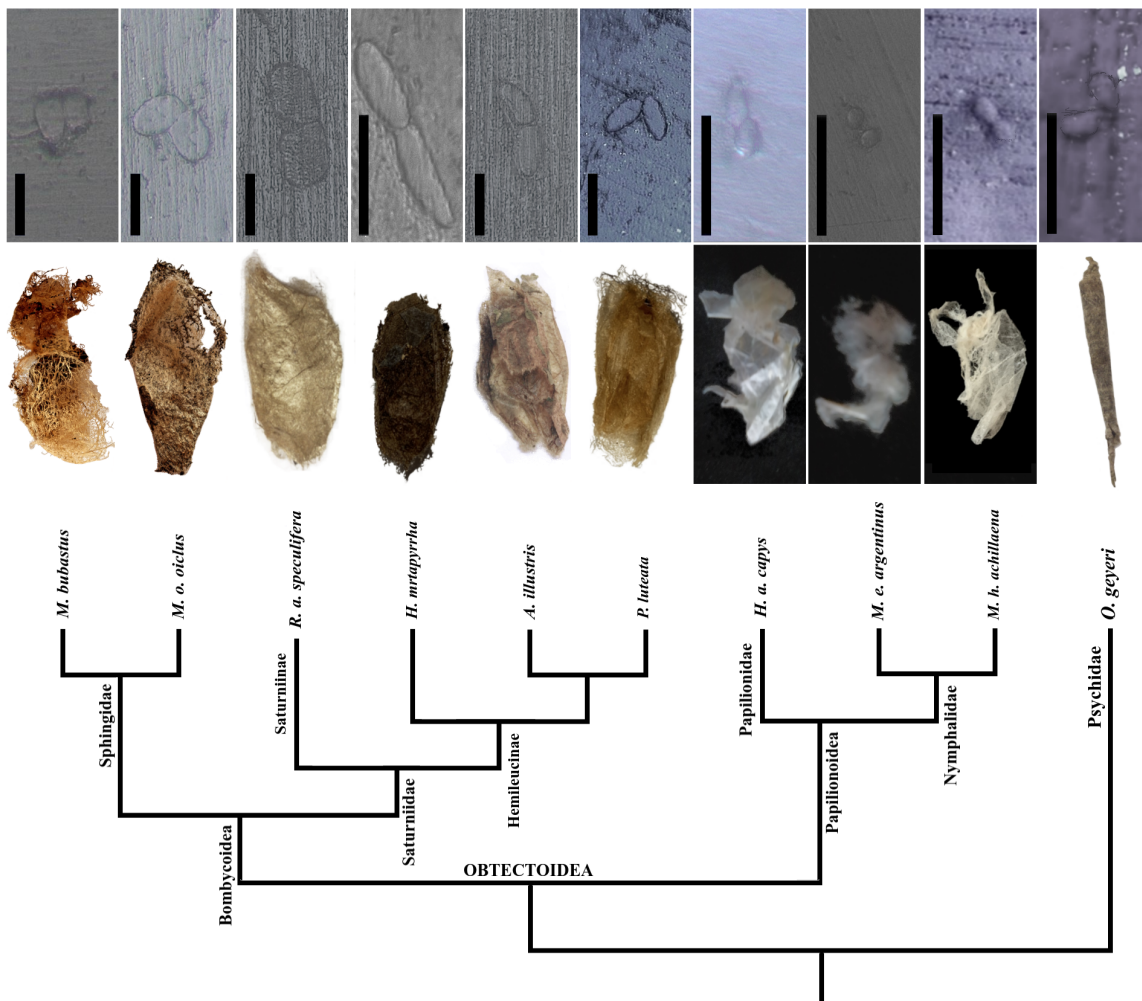 M. bubastus
M. o. oiclus
R. a. speculifera
H. mrtapyrrha
A. illustris
P. luteata
H. a. capys
M. e. argentinus
M. h. achillaena
O. geyeri
Sphingidae
Saturniinae
Papilionidae
Psychidae
Nymphalidae
Hemileucinae
Saturniidae
Papilionoidea
Bombycoidea
OBTECTOIDEA